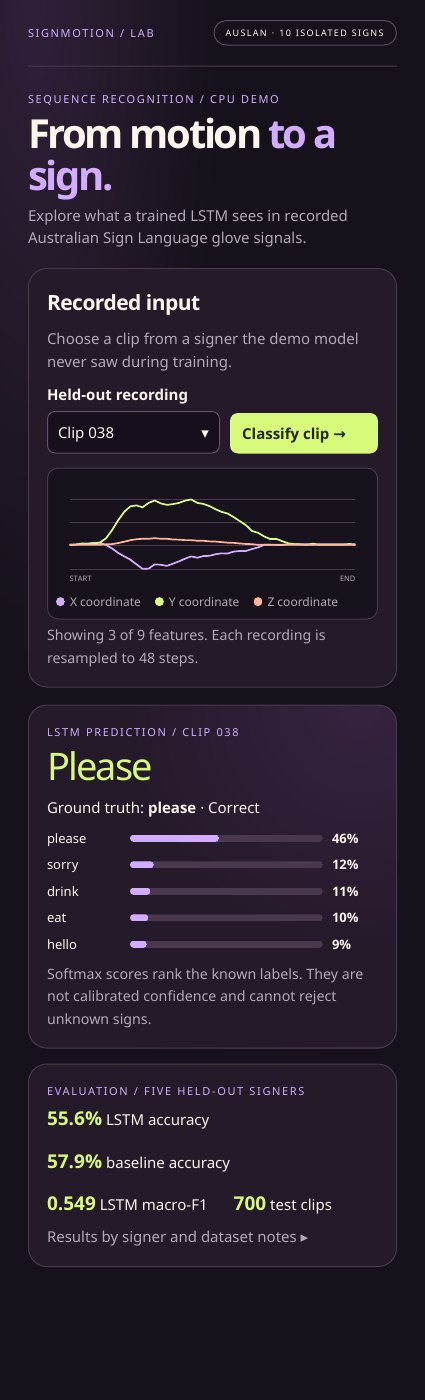 SIGNMOTION / LAB
AUSLAN · 10 ISOLATED SIGNS
SEQUENCE RECOGNITION / CPU DEMO
From motion to a
sign.
Explore what a trained LSTM sees in recorded
Australian Sign Language glove signals.
Recorded input
Choose a clip from a signer the demo model
never saw during training.
Held-out recording
Clip 038 ▾
Classify clip →
START
END
X coordinate
Y coordinate
Z coordinate
Showing 3 of 9 features. Each recording is
resampled to 48 steps.
LSTM PREDICTION / CLIP 038
Please
Ground truth: please · Correct
please 46%
sorry 12%
drink 11%
eat 10%
hello 9%
Softmax scores rank the known labels. They are
not calibrated confidence and cannot reject
unknown signs.
EVALUATION / FIVE HELD-OUT SIGNERS
55.6% LSTM accuracy
57.9% baseline accuracy
0.549 LSTM macro-F1 700 test clips
Results by signer and dataset notes ▸